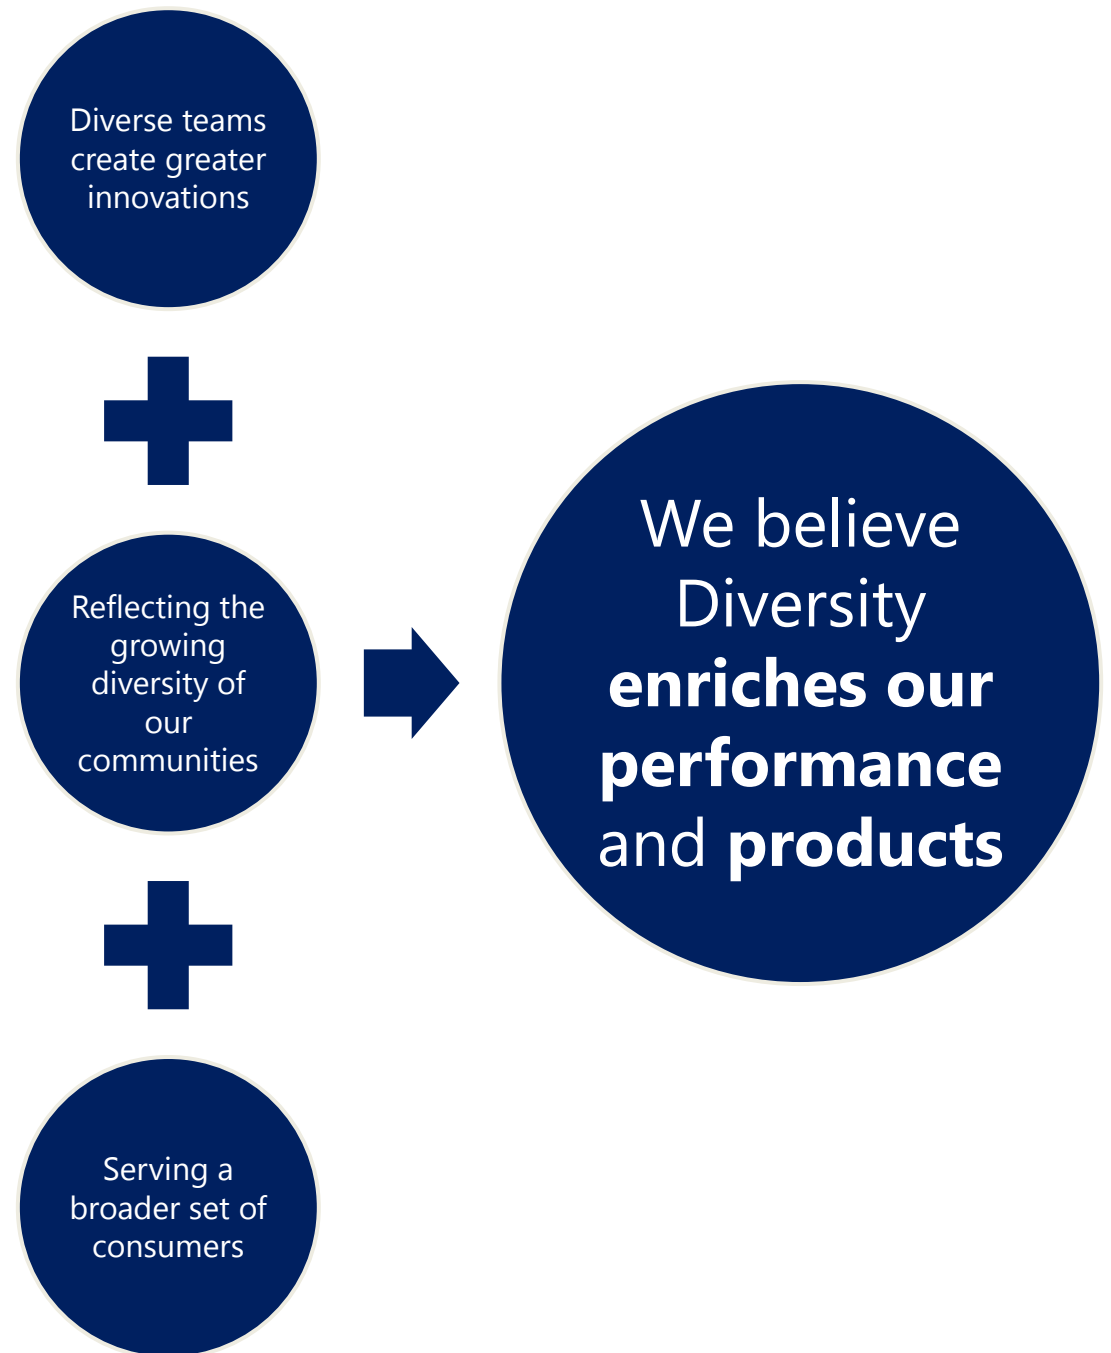 Diverse teams
create greater
innovations
Reflecting the
growing
diversity of
our
communities
Serving a
broader set of
consumers
We believe
Diversity
enriches our
performance
and products